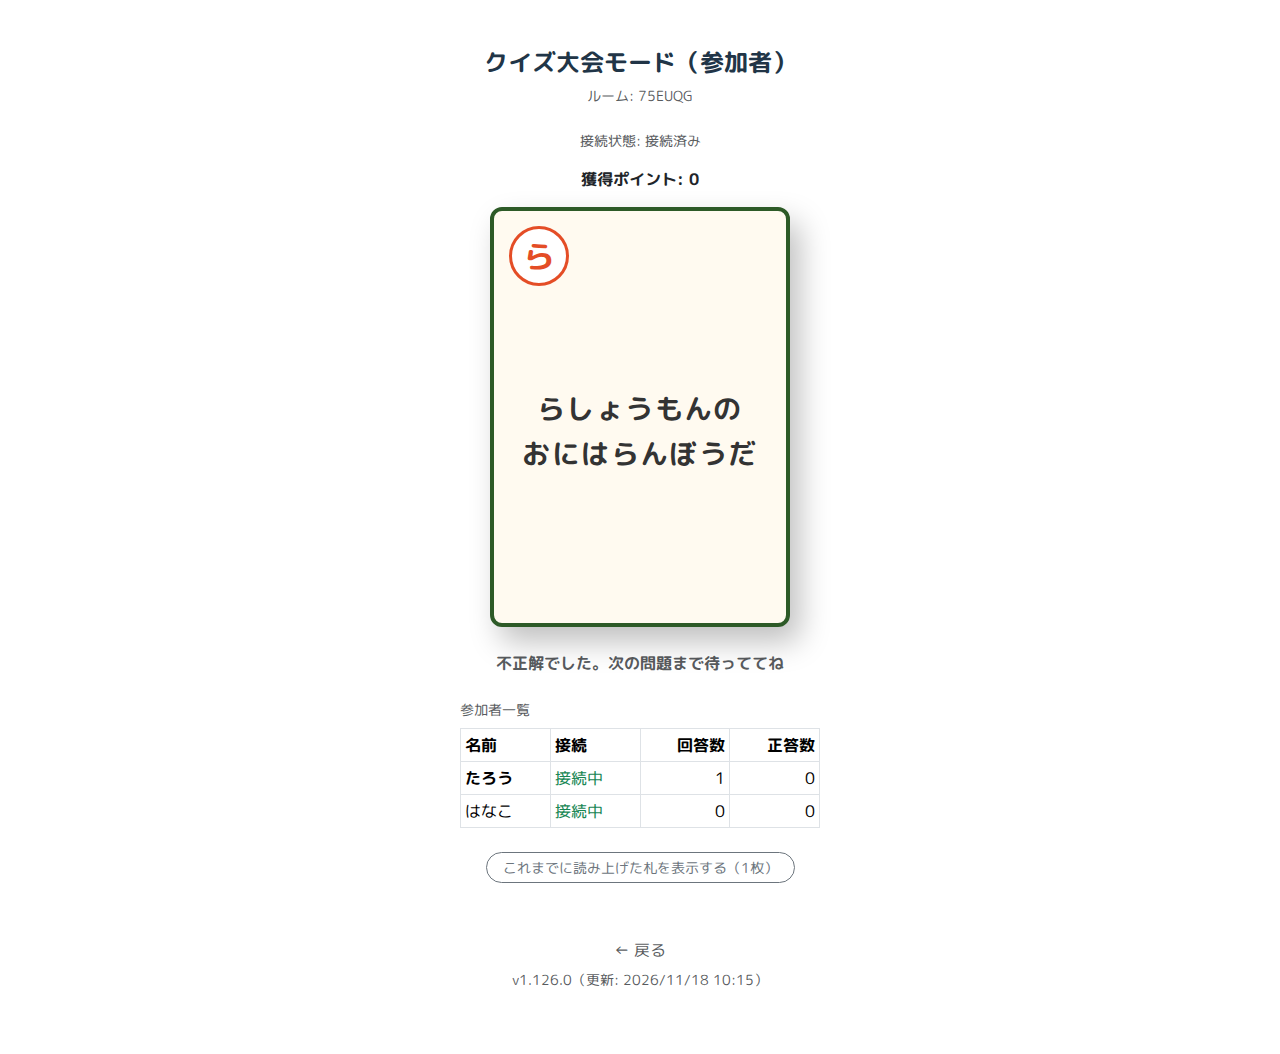 クイズ大会モード（参加者）
ルーム: 75EUQG
接続状態: 接続済み
獲得ポイント: 0
ら
らしょうもんの
おにはらんぼうだ
不正解でした。次の問題まで待っててね
参加者一覧
名前 接続 回答数 正答数
たろう 接続中 1 0
はなこ 接続中 0 0
これまでに読み上げた札を表示する（1枚）
← 戻る
v1.126.0（更新: 2026/11/18 10:15）